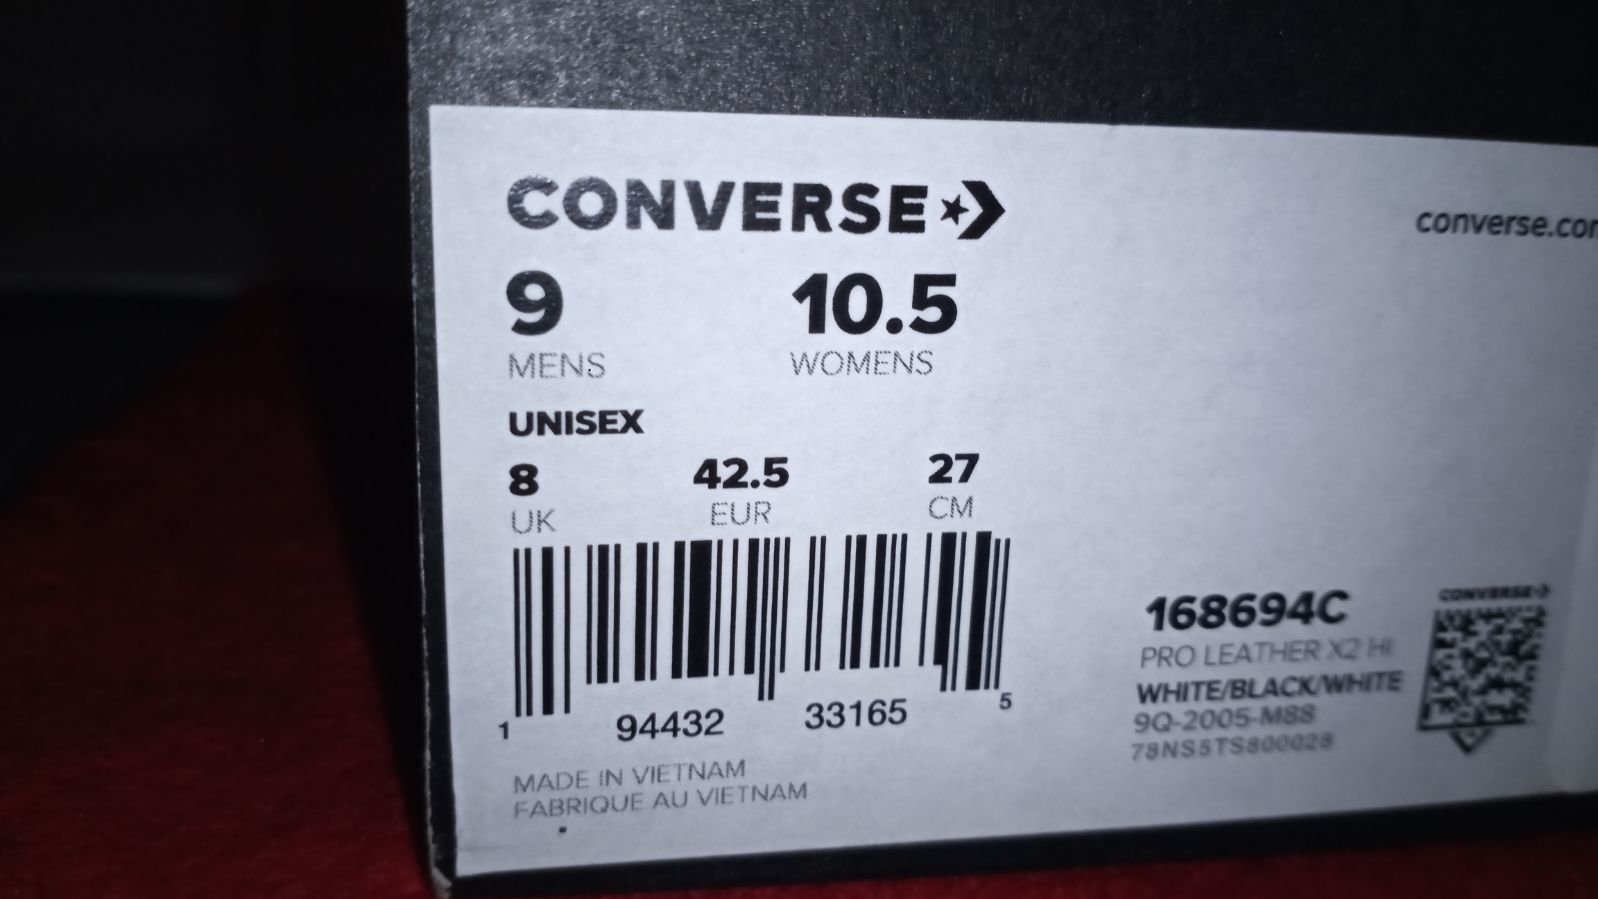 CONVERSE
converse.com
9 10.5
MENS WOMENS
UNISEX
8 42.5 27
UK EUR CM
1 94432 33165 5
MADE IN VIETNAM
FABRIQUE AU VIETNAM
168694C
PRO LEATHER X2 HI
WHITE/BLACK/WHITE
9Q-2005-M88
78NS5TS800028
CONVERSE